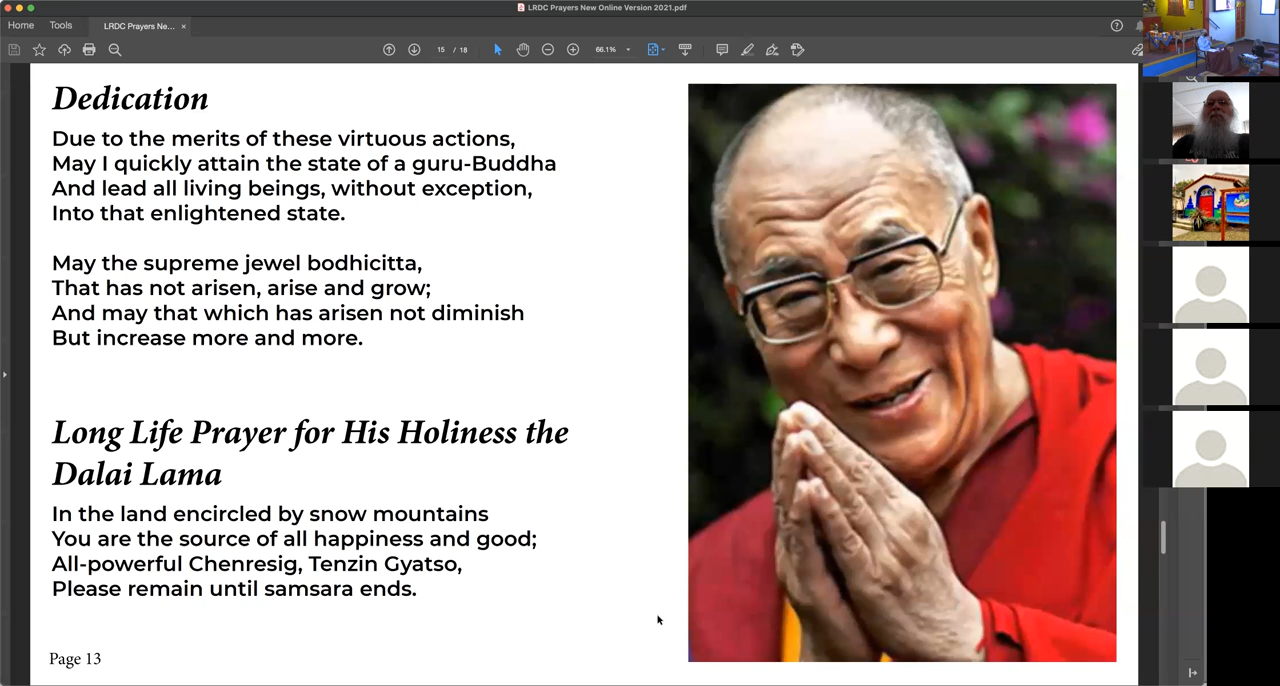 LRDC Prayers New Online Version 2021.pdf
Home
Tools
LRDC Prayers Ne... ×
15 / 18
66.1%
Dedication
Due to the merits of these virtuous actions,
May I quickly attain the state of a guru-Buddha
And lead all living beings, without exception,
Into that enlightened state.
May the supreme jewel bodhicitta,
That has not arisen, arise and grow;
And may that which has arisen not diminish
But increase more and more.
Long Life Prayer for His Holiness the
Dalai Lama
In the land encircled by snow mountains
You are the source of all happiness and good;
All-powerful Chenresig, Tenzin Gyatso,
Please remain until samsara ends.
Page 13